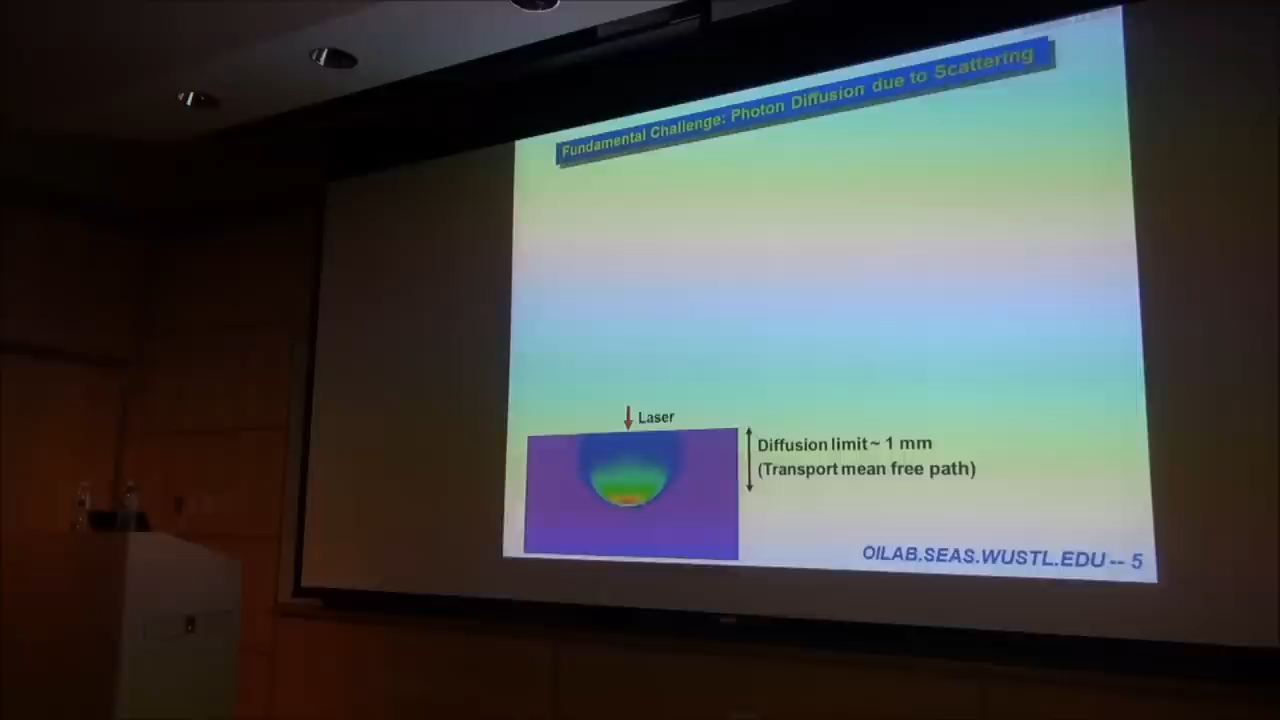 Fundamental Challenge: Photon Diffusion due to Scattering
Laser
Diffusion limit ~ 1 mm
(Transport mean free path)
OILAB.SEAS.WUSTL.EDU -- 5